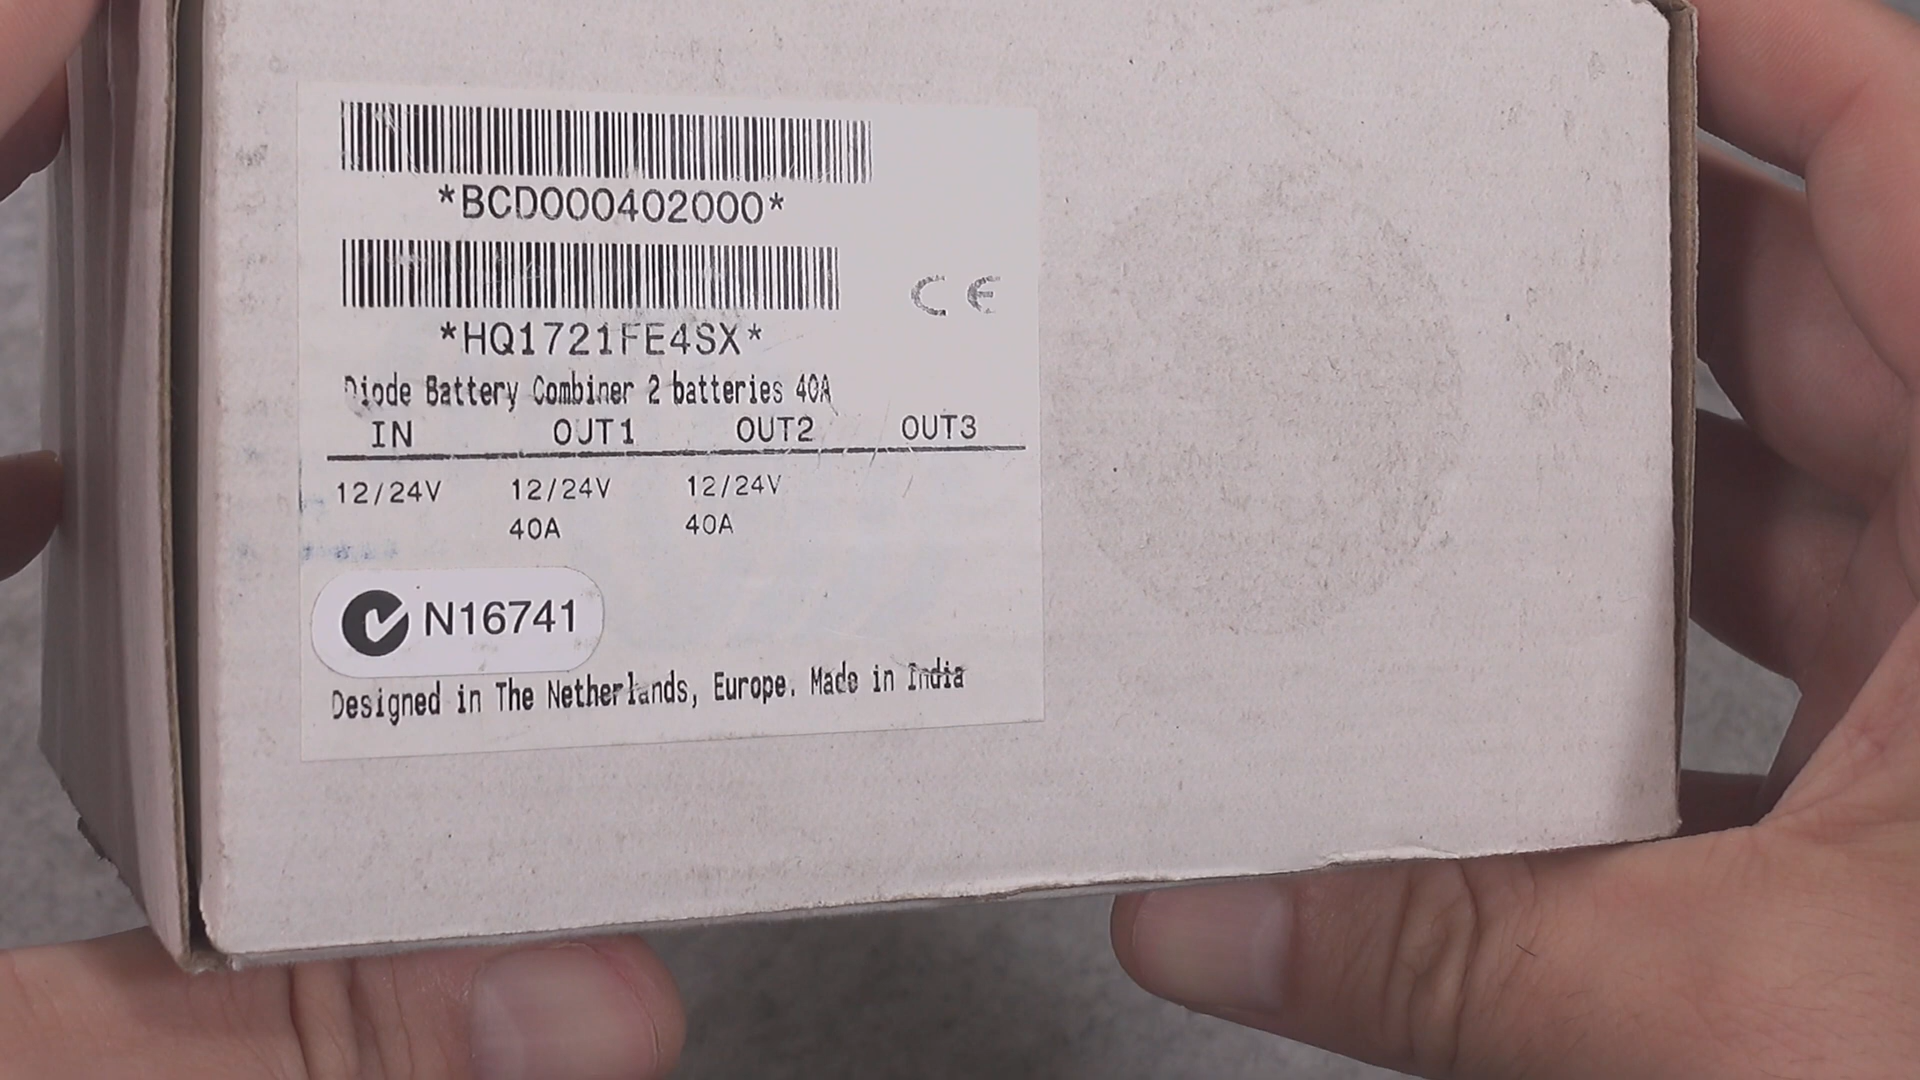 *BCD000402000*
*HQ1721FE4SX*
CE
Diode Battery Combiner 2 batteries 40A
IN OUT1 OUT2 OUT3
12/24V 12/24V 12/24V
40A 40A
N16741
Designed in The Netherlands, Europe. Made in India